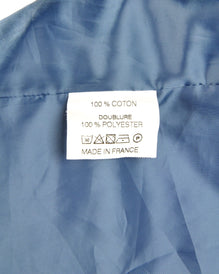 100 % COTON
DOUBLURE
100 % POLYESTER
MADE IN FRANCE